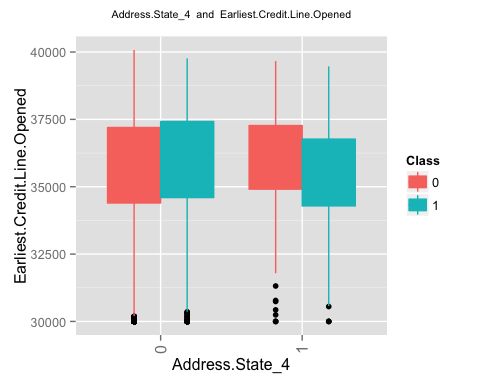 Address.State_4 and Earliest.Credit.Line.Opened
40000
37500
35000
32500
30000
Earliest.Credit.Line.Opened
0
1
Address.State_4
Class
0
1